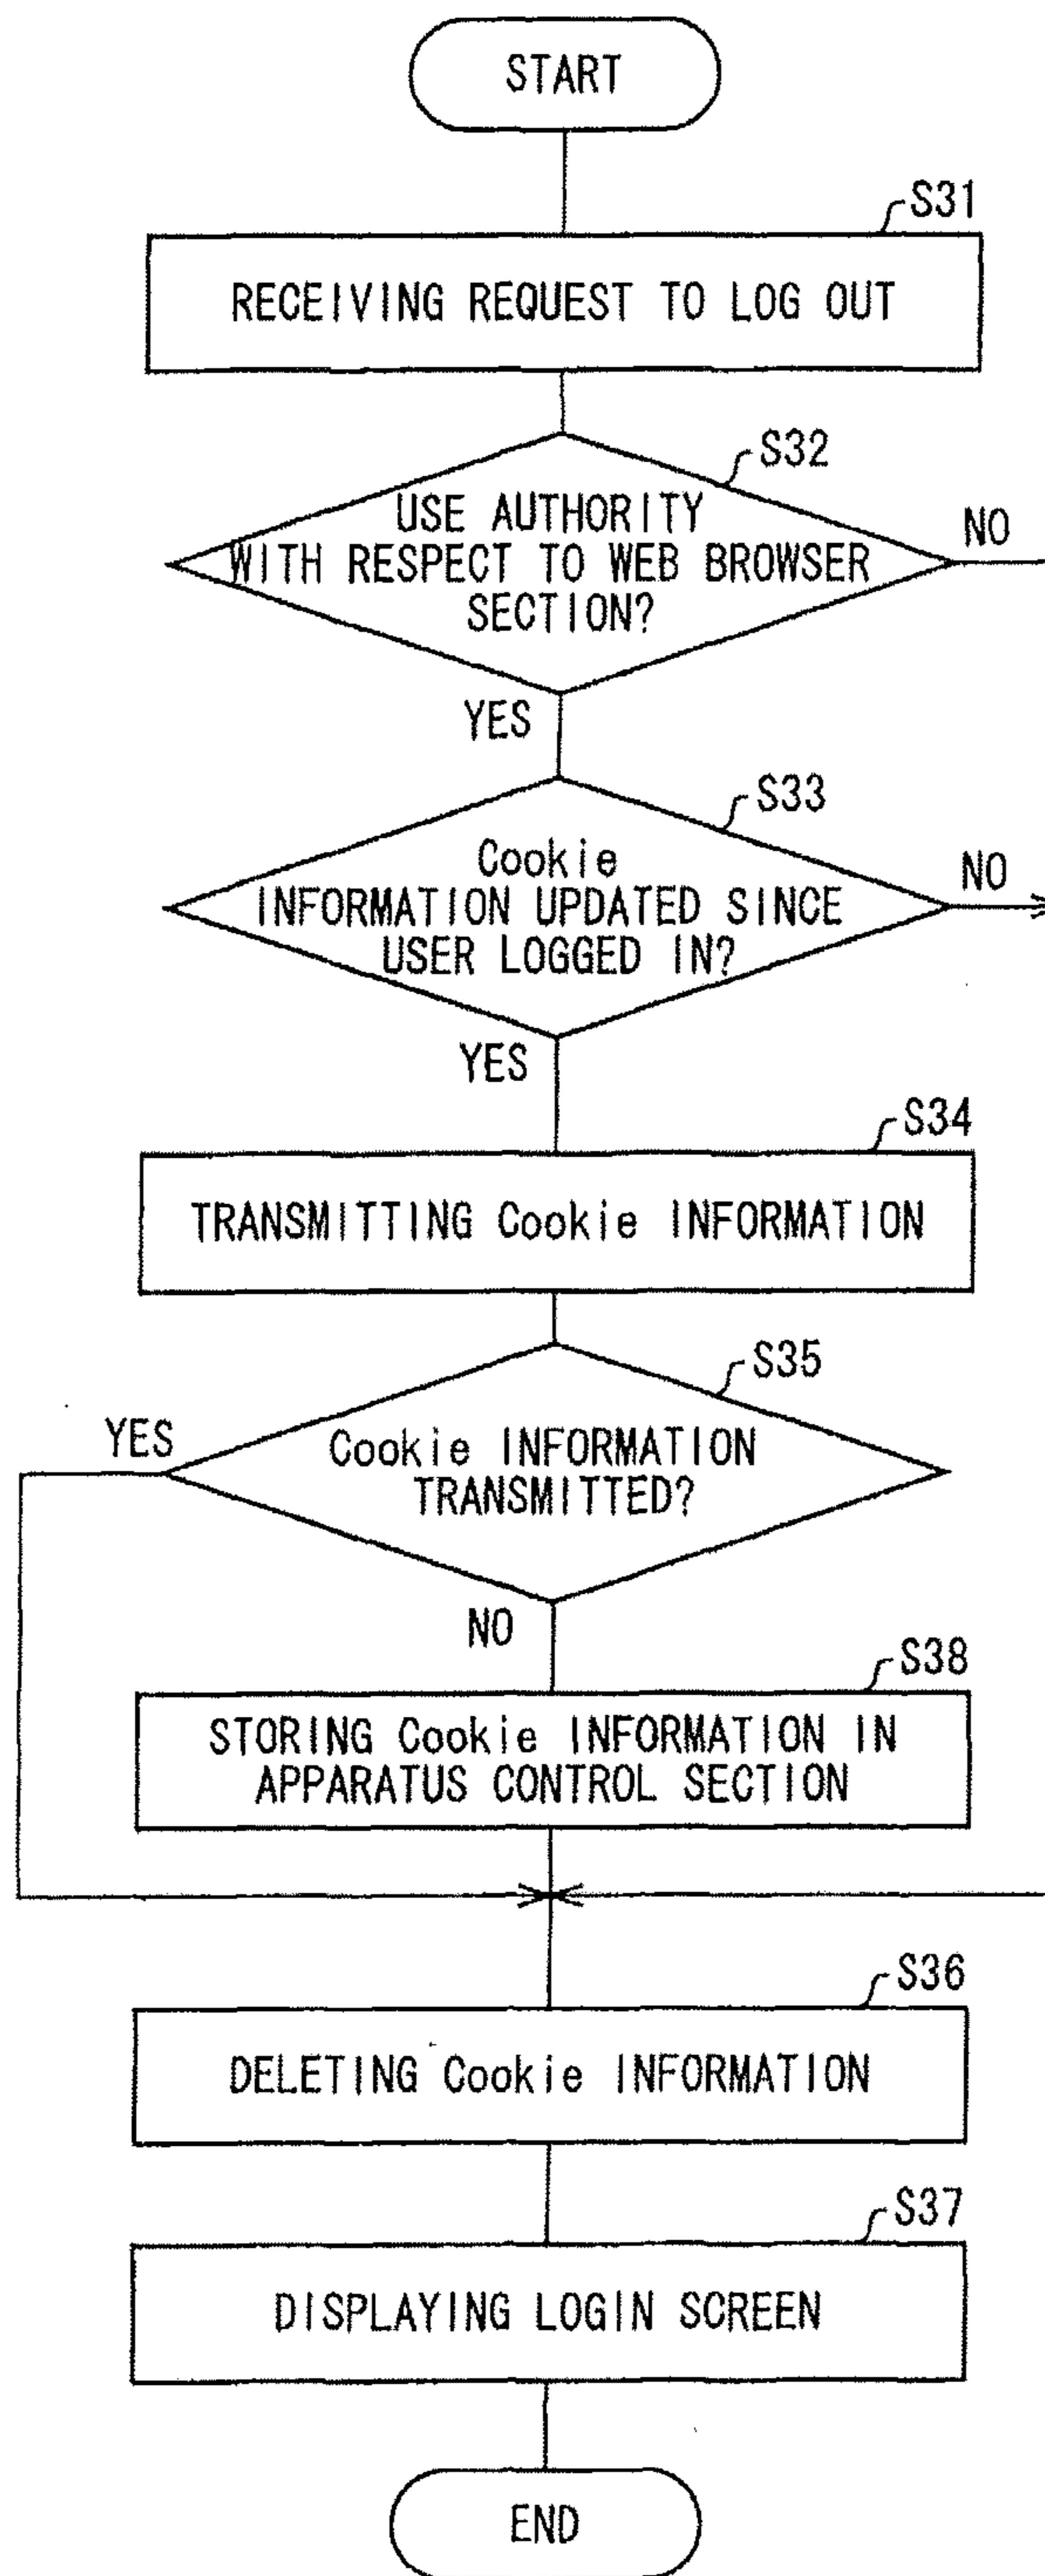 START
S31
RECEIVING REQUEST TO LOG OUT
S32
USE AUTHORITY
WITH RESPECT TO WEB BROWSER
SECTION?
NO
YES
S33
Cookie
INFORMATION UPDATED SINCE
USER LOGGED IN?
NO
YES
S34
TRANSMITTING Cookie INFORMATION
S35
YES
Cookie INFORMATION
TRANSMITTED?
NO
S38
STORING Cookie INFORMATION IN
APPARATUS CONTROL SECTION
S36
DELETING Cookie INFORMATION
S37
DISPLAYING LOGIN SCREEN
END